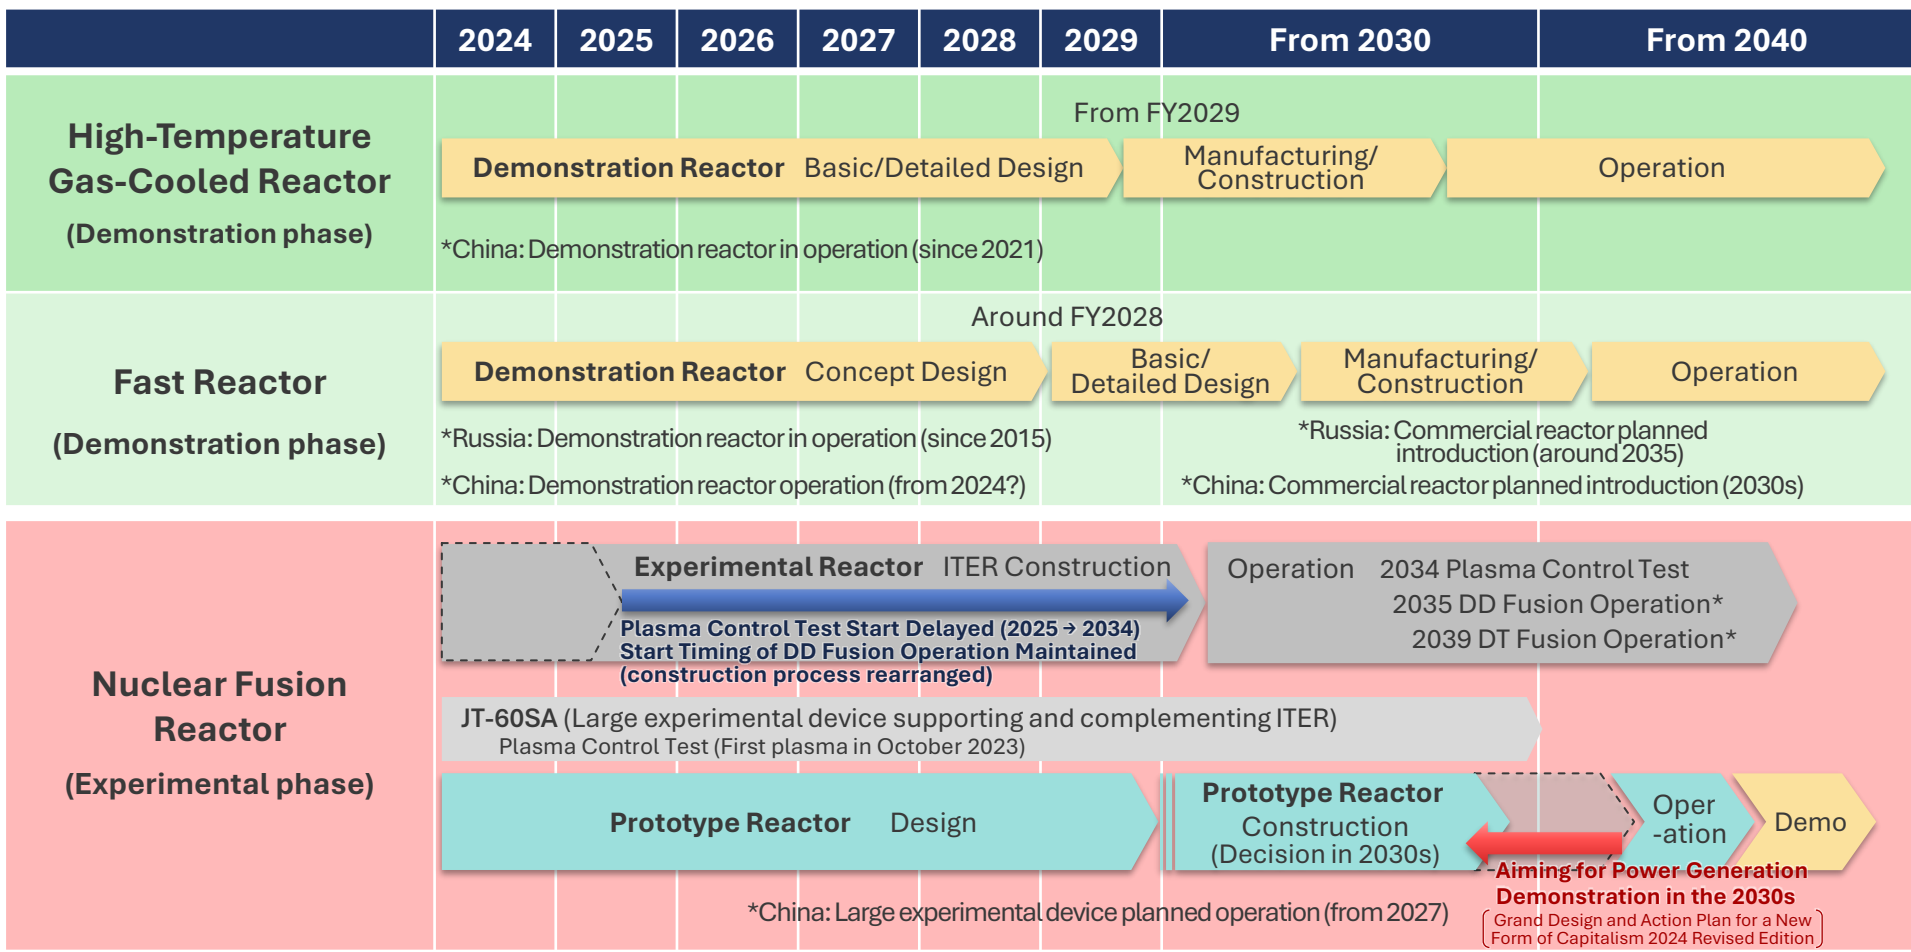 2024 2025 2026 2027 2028 2029 From 2030 From 2040
High-Temperature
Gas-Cooled Reactor
(Demonstration phase)
From FY2029
Demonstration Reactor Basic/Detailed Design
Manufacturing/
Construction
Operation
*China: Demonstration reactor in operation (since 2021)
Fast Reactor
(Demonstration phase)
Around FY2028
Demonstration Reactor Concept Design
Basic/
Detailed Design
Manufacturing/
Construction
Operation
*Russia: Demonstration reactor in operation (since 2015)
*Russia: Commercial reactor planned
introduction (around 2035)
*China: Demonstration reactor operation (from 2024?)
*China: Commercial reactor planned introduction (2030s)
Nuclear Fusion
Reactor
(Experimental phase)
Experimental Reactor ITER Construction
Plasma Control Test Start Delayed (2025 → 2034)
Start Timing of DD Fusion Operation Maintained
(construction process rearranged)
Operation 2034 Plasma Control Test
2035 DD Fusion Operation*
2039 DT Fusion Operation*
JT-60SA (Large experimental device supporting and complementing ITER)
Plasma Control Test (First plasma in October 2023)
Prototype Reactor Design
Prototype Reactor
Construction
(Decision in 2030s)
Oper
-ation
Demo
Aiming for Power Generation
Demonstration in the 2030s
Grand Design and Action Plan for a New
Form of Capitalism 2024 Revised Edition
*China: Large experimental device planned operation (from 2027)